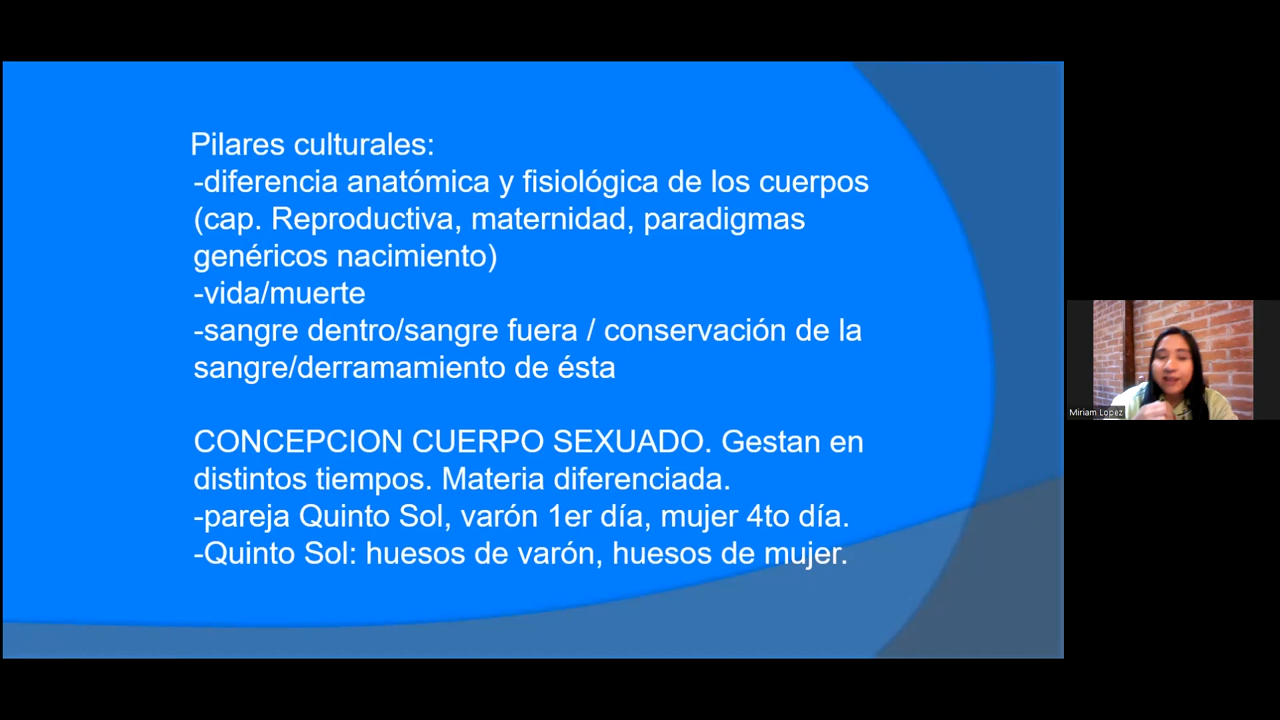 Pilares culturales:
-diferencia anatómica y fisiológica de los cuerpos
(cap. Reproductiva, maternidad, paradigmas
genéricos nacimiento)
-vida/muerte
-sangre dentro/sangre fuera / conservación de la
sangre/derramamiento de ésta
CONCEPCION CUERPO SEXUADO. Gestan en
distintos tiempos. Materia diferenciada.
-pareja Quinto Sol, varón 1er día, mujer 4to día.
-Quinto Sol: huesos de varón, huesos de mujer.
Miriam Lopez